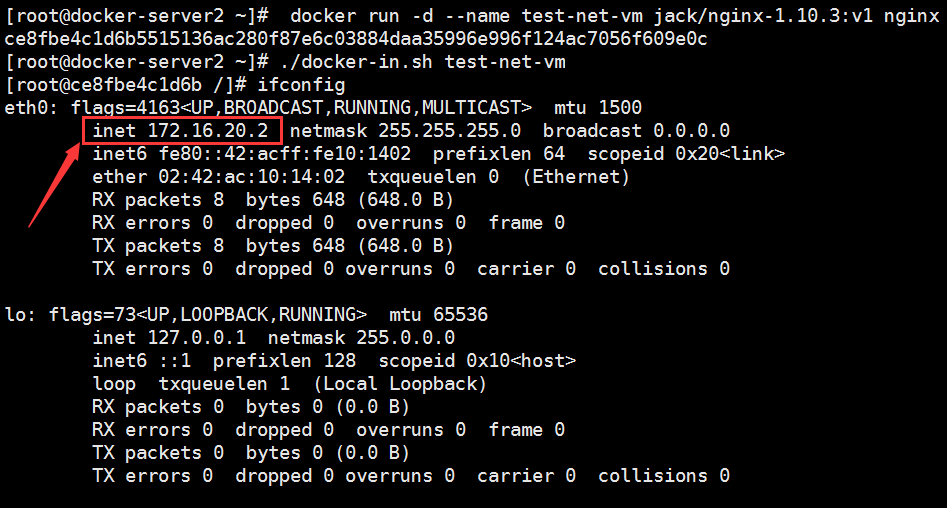 [root@docker-server2 ~]#  docker run -d --name test-net-vm jack/nginx-1.10.3:v1 nginx
ce8fbe4c1d6b5515136ac280f87e6c03884daa35996e996f124ac7056f609e0c
[root@docker-server2 ~]# ./docker-in.sh test-net-vm
[root@ce8fbe4c1d6b /]# ifconfig
eth0: flags=4163<UP,BROADCAST,RUNNING,MULTICAST>  mtu 1500
        inet 172.16.20.2  netmask 255.255.255.0  broadcast 0.0.0.0
        inet6 fe80::42:acff:fe10:1402  prefixlen 64  scopeid 0x20<link>
        ether 02:42:ac:10:14:02  txqueuelen 0  (Ethernet)
        RX packets 8  bytes 648 (648.0 B)
        RX errors 0  dropped 0  overruns 0  frame 0
        TX packets 8  bytes 648 (648.0 B)
        TX errors 0  dropped 0 overruns 0  carrier 0  collisions 0

lo: flags=73<UP,LOOPBACK,RUNNING>  mtu 65536
        inet 127.0.0.1  netmask 255.0.0.0
        inet6 ::1  prefixlen 128  scopeid 0x10<host>
        loop  txqueuelen 1  (Local Loopback)
        RX packets 0  bytes 0 (0.0 B)
        RX errors 0  dropped 0  overruns 0  frame 0
        TX packets 0  bytes 0 (0.0 B)
        TX errors 0  dropped 0 overruns 0  carrier 0  collisions 0